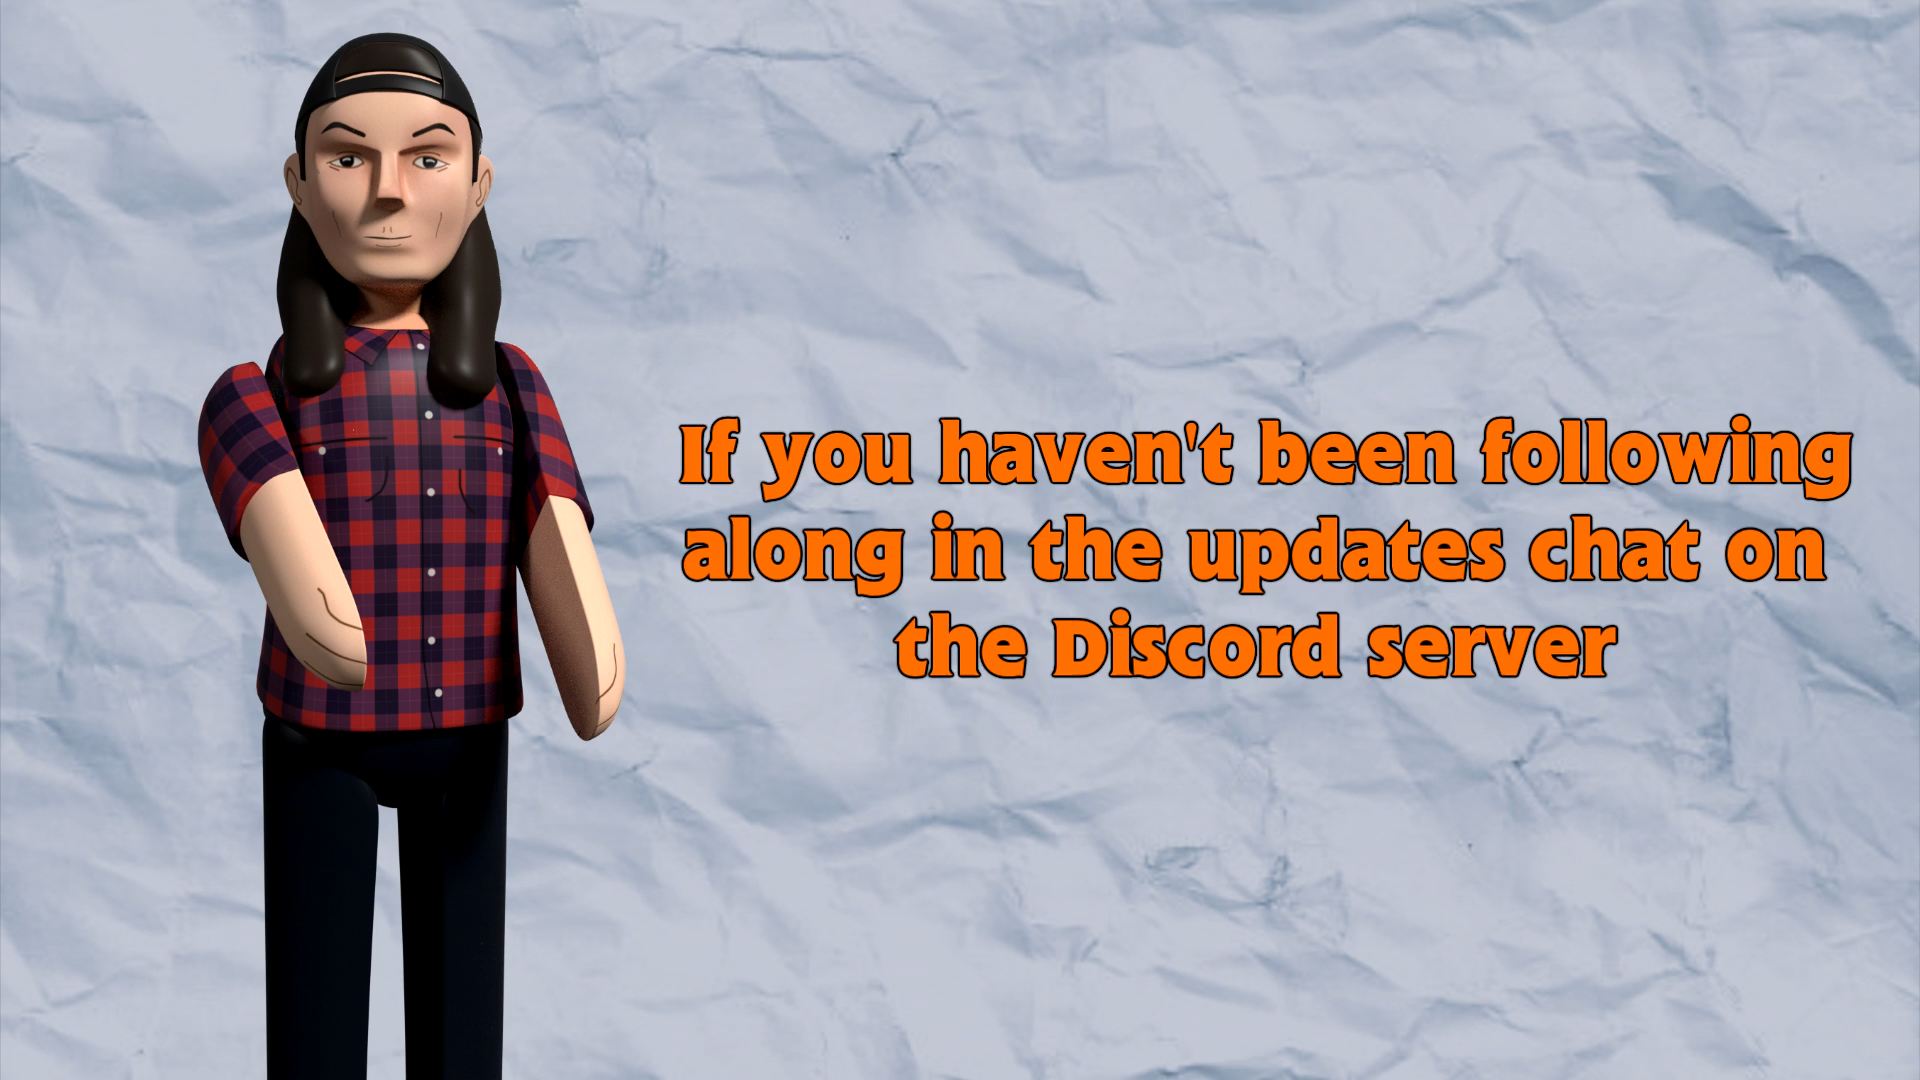 If you haven't been following
along in the updates chat on
the Discord server